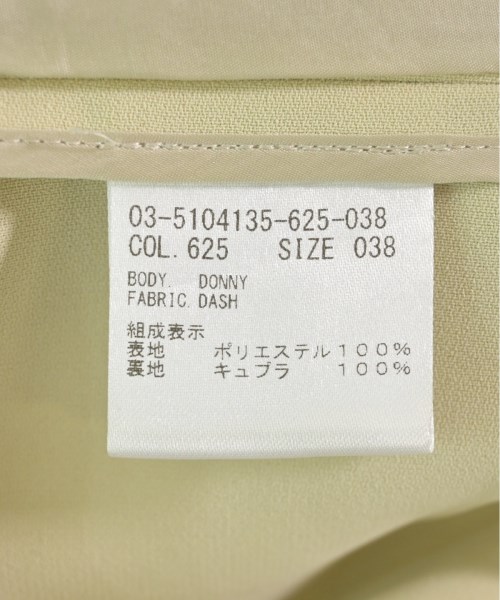 03-5104135-625-038
COL. 625 SIZE 038
BODY. DONNY
FABRIC. DASH
組成表示
表地 ポリエステル100%
裏地 キュプラ 100%